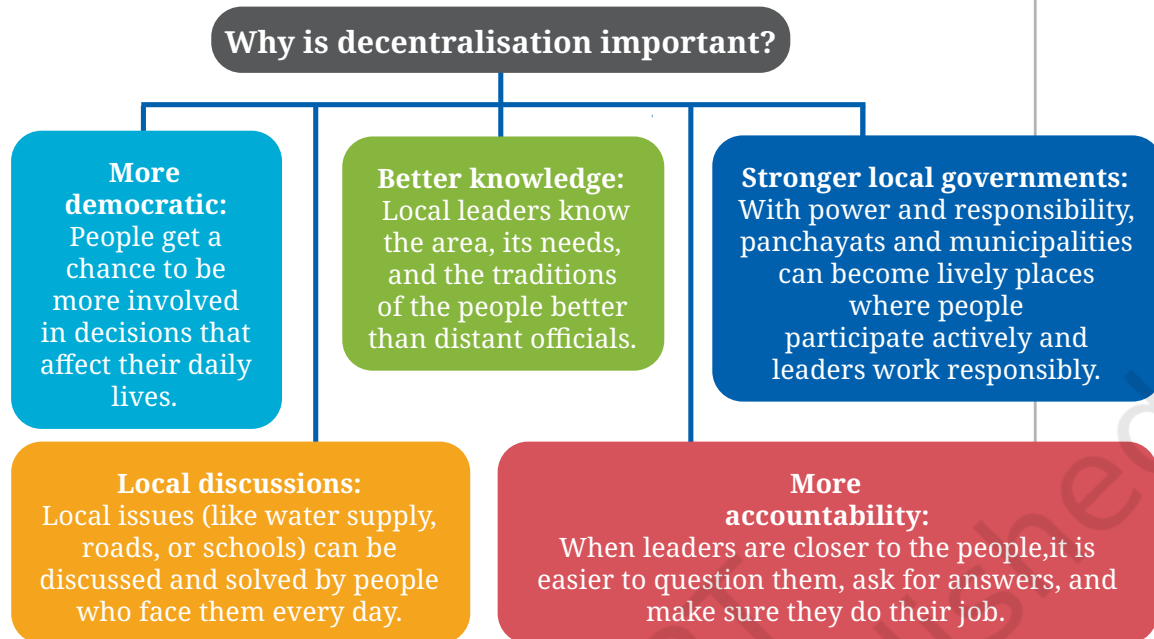 Why is decentralisation important?
More
democratic:
People get a
chance to be
more involved
in decisions that
affect their daily
lives.
Better knowledge:
Local leaders know
the area, its needs,
and the traditions
of the people better
than distant officials.
Stronger local governments:
With power and responsibility,
panchayats and municipalities
can become lively places
where people
participate actively and
leaders work responsibly.
Local discussions:
Local issues (like water supply,
roads, or schools) can be
discussed and solved by people
who face them every day.
More
accountability:
When leaders are closer to the people,it is
easier to question them, ask for answers, and
make sure they do their job.